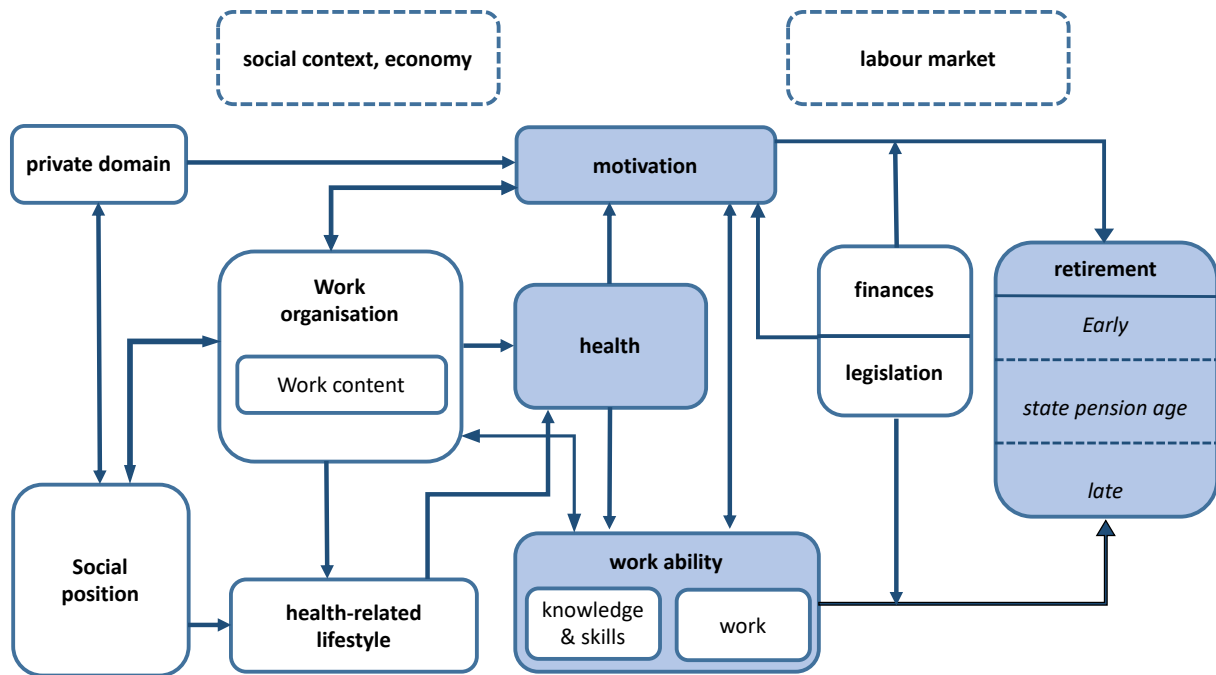 social context, economy
labour market
private domain
motivation
Work
organisation
Work content
health
finances
legislation
retirement
Early
state pension age
late
Social
position
health-related
lifestyle
work ability
knowledge
& skills
work